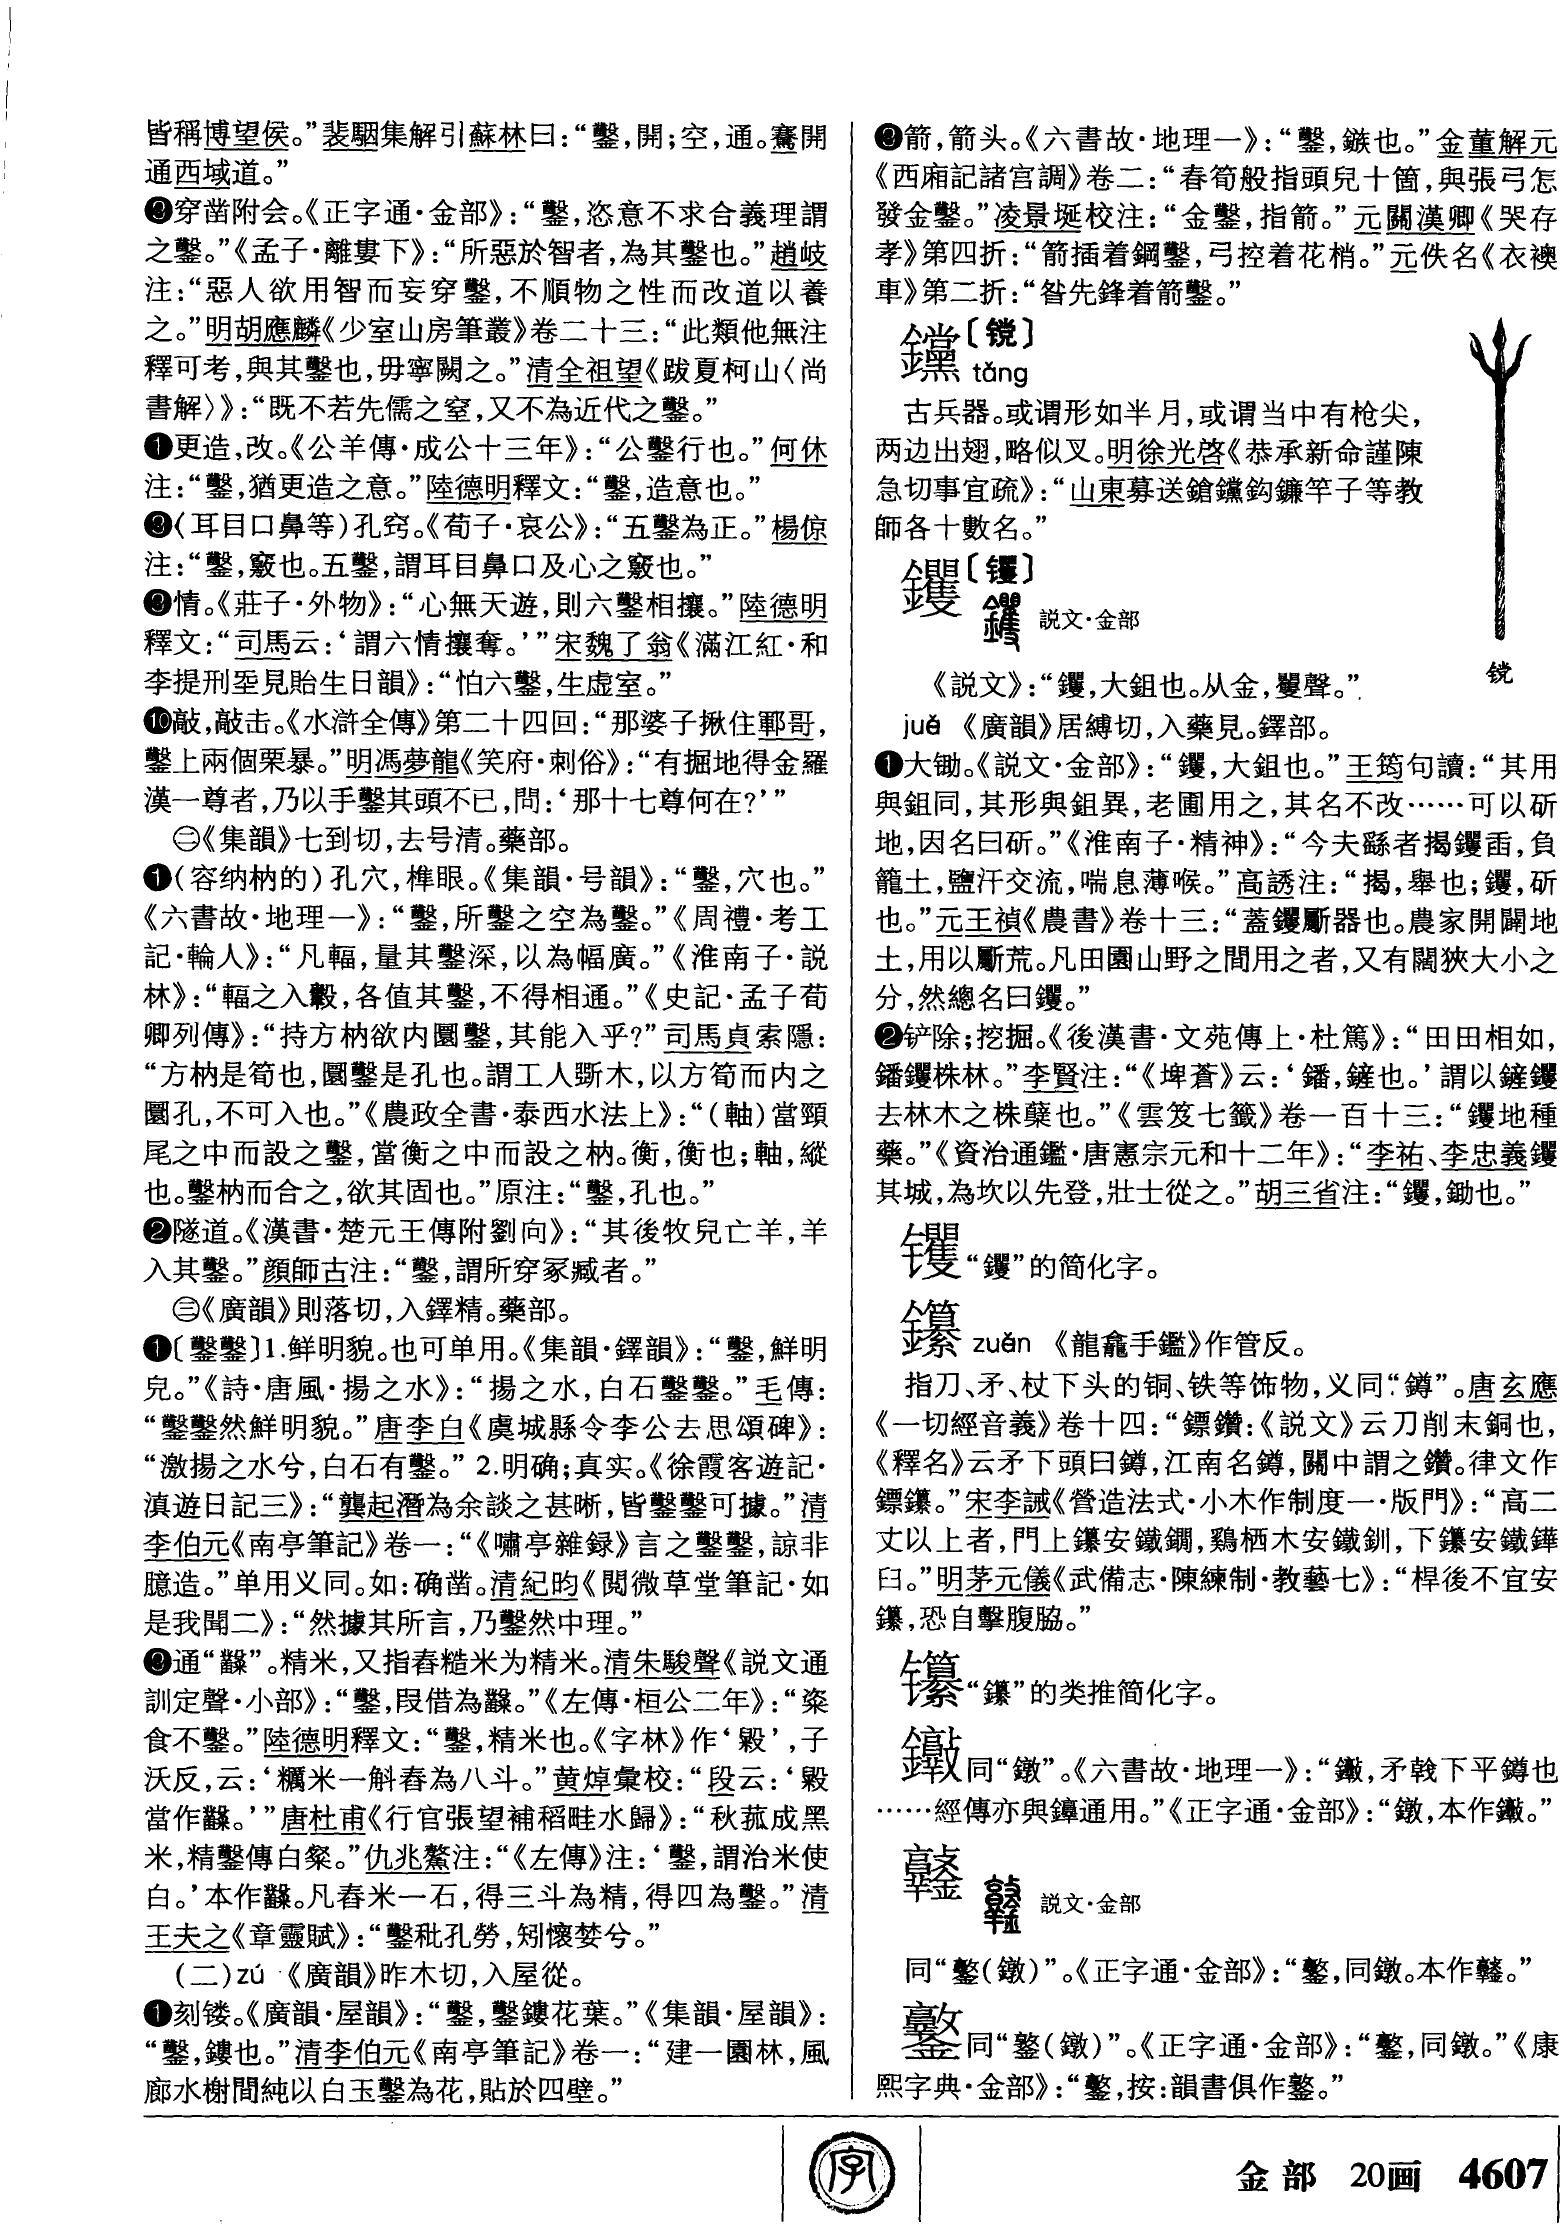 皆稱博望侯。”裴駰集解引蘇林曰：“鑿，開；空，通。騫開
通西域道。”
穿凿附会。《正字通·金部》：“鑿，恣意不求合義理謂
之鑿。”《孟子·離婁下》：“所惡於智者，為其鑿也。”趙岐
注：“惡人欲用智而妄穿鑿，不順物之性而改道以養
之。”明胡應麟《少室山房筆叢》卷二十三：“此類他無注
釋可考，與其鑿也，毋寧闕之。”清全祖望《跋夏柯山〈尚
書解〉》：“既不若先儒之窒，又不為近代之鑿。”
更造，改。《公羊傳·成公十三年》：“公鑿行也。”何休
注：“鑿，猶更造之意。”陸德明釋文：“鑿，造意也。”
（耳目口鼻等）孔窍。《荀子·哀公》：“五鑿為正。”楊倞
注：“鑿，竅也。五鑿，謂耳目鼻口及心之竅也。”
情。《莊子·外物》：“心無天遊，則六鑿相攘。”陸德明
釋文：“司馬云：‘謂六情攘奪。’”宋魏了翁《滿江紅·和
李提刑坙見貽生日韻》：“怕六鑿，生虛室。”
❿敲，敲击。《水滸全傳》第二十四回：“那婆子揪住鄆哥，
鑿上兩個栗暴。”明馮夢龍《笑府·刺俗》：“有掘地得金羅
漢一尊者，乃以手鑿其頭不已，問：‘那十七尊何在？’”
㊁《集韻》七到切，去号清。藥部。
❶（容纳枘的）孔穴，榫眼。《集韻·号韻》：“鑿，穴也。”
《六書故·地理一》：“鑿，所鑿之空為鑿。”《周禮·考工
記·輪人》：“凡輻，量其鑿深，以為輻廣。”《淮南子·説
林》：“輻之入轂，各值其鑿，不得相通。”《史記·孟子荀
卿列傳》：“持方枘欲内圜鑿，其能入乎？”司馬貞索隱：
“方枘是筍也，圜鑿是孔也。謂工人斲木，以方筍而内之
圜孔，不可入也。”《農政全書·泰西水法上》：“（軸）當頸
尾之中而設之鑿，當衡之中而設之枘。衡，衡也；軸，縱
也。鑿枘而合之，欲其固也。”原注：“鑿，孔也。”
❷隧道。《漢書·楚元王傳附劉向》：“其後牧兒亡羊，羊
入其鑿。”顔師古注：“鑿，謂所穿冢臧者。”
㊂《廣韻》則落切，入鐸精。藥部。
❶〔鑿鑿〕1.鲜明貌。也可单用。《集韻·鐸韻》：“鑿，鮮明
皃。”《詩·唐風·揚之水》：“揚之水，白石鑿鑿。”毛傳：
“鑿鑿然鮮明貌。”唐李白《虞城縣令李公去思頌碑》：
“激揚之水兮，白石有鑿。”2.明确；真实。《徐霞客遊記·
滇遊日記三》：“龔起潛為余談之甚晰，皆鑿鑿可據。”清
李伯元《南亭筆記》卷一：“《嘯亭雜録》言之鑿鑿，諒非
臆造。”单用义同。如：确凿。清紀昀《閲微草堂筆記·如
是我聞二》：“然據其所言，乃鑿然中理。”
通“糳”。精米，又指舂糙米为精米。清朱駿聲《説文通
訓定聲·小部》：“鑿，叚借為糳。”《左傳·桓公二年》：“粢
食不鑿。”陸德明釋文：“鑿，精米也。《字林》作‘毇’，子
沃反，云：‘糲米一斛舂為八斗。”黄焯彙校：“段云：‘毇
當作糳。’”唐杜甫《行官張望補稻畦水歸》：“秋菰成黑
米，精鑿傳白粲。”仇兆鰲注：“《左傳》注：‘鑿，謂治米使
白。’本作糳。凡舂米一石，得三斗為精，得四為鑿。”清
王夫之《章靈賦》：“鑿秕孔勞，矧懷婪兮。”
（二）zú 《廣韻》昨木切，入屋從。
❶刻镂。《廣韻·屋韻》：“鑿，鑿鏤花葉。”《集韻·屋韻》：
“鑿，鏤也。”清李伯元《南亭筆記》卷一：“建一園林，風
廊水榭間純以白玉鑿為花，貼於四壁。”
箭，箭头。《六書故·地理一》：“鑿，鏃也。”金董解元
《西廂記諸宫調》卷二：“春筍般指頭兒十箇，與張弓怎
發金鑿。”凌景埏校注：“金鑿，指箭。”元關漢卿《哭存
孝》第四折：“箭插着鋼鑿，弓控着花梢。”元佚名《衣襖
車》第二折：“昝先鋒着箭鑿。”
钂〔镋〕
tǎng
古兵器。或谓形如半月，或谓当中有枪尖，
两边出翅，略似叉。明徐光啓《恭承新命謹陳
急切事宜疏》：“山東募送鎗钂鈎鐮竿子等教
師各十數名。”
镋
钁〔䦆〕
説文·金部
《説文》：“钁，大鉏也。从金，矍聲。”
jué 《廣韻》居縛切，入藥見。鐸部。
❶大锄。《説文·金部》：“钁，大鉏也。”王筠句讀：“其用
與鉏同，其形與鉏異，老圃用之，其名不改……可以斫
地，因名曰斫。”《淮南子·精神》：“今夫繇者揭钁臿，負
籠土，鹽汗交流，喘息薄喉。”高誘注：“揭，舉也；钁，斫
也。”元王禎《農書》卷十三：“蓋钁斸器也。農家開闢地
土，用以斸荒。凡田園山野之間用之者，又有闊狹大小之
分，然總名曰钁。”
❷铲除；挖掘。《後漢書·文苑傳上·杜篤》：“田田相如，
鐇钁株林。”李賢注：“《埤蒼》云：‘鐇，鏟也。’謂以鏟钁
去林木之株蘖也。”《雲笈七籤》卷一百十三：“钁地種
藥。”《資治通鑑·唐憲宗元和十二年》：“李祐、李忠義钁
其城，為坎以先登，壯士從之。”胡三省注：“钁，鋤也。”
䦆“钁”的简化字。
zuǎn 《龍龕手鑑》作管反。
指刀、矛、杖下头的铜、铁等饰物，义同“鐏”。唐玄應
《一切經音義》卷十四：“鏢鑽：《説文》云刀削末銅也，
《釋名》云矛下頭曰鐏，江南名鐏，關中謂之鑽。律文作
宋李誡《營造法式·小木作制度一·版門》：“高二
丈以上者，門上安鐵鐧，鷄栖木安鐵釧，下安鐵鞾
臼。”明茅元儀《武備志·陳練制·教藝七》：“桿後不宜安
，恐自擊腹脇。”
的类推简化字。
同“鐓”。《六書故·地理一》：“，矛戟下平鐏也
……經傳亦與錞通用。”《正字通·金部》：“鐓，本作。”
説文·金部
同“鐜（鐓）”。《正字通·金部》：“鐜，同鐓。本作。”
同“鐜（鐓）”。《正字通·金部》：“，同鐓。”《康
熙字典·金部》：“，按：韻書俱作鐜。”
字
金部 20画 4607